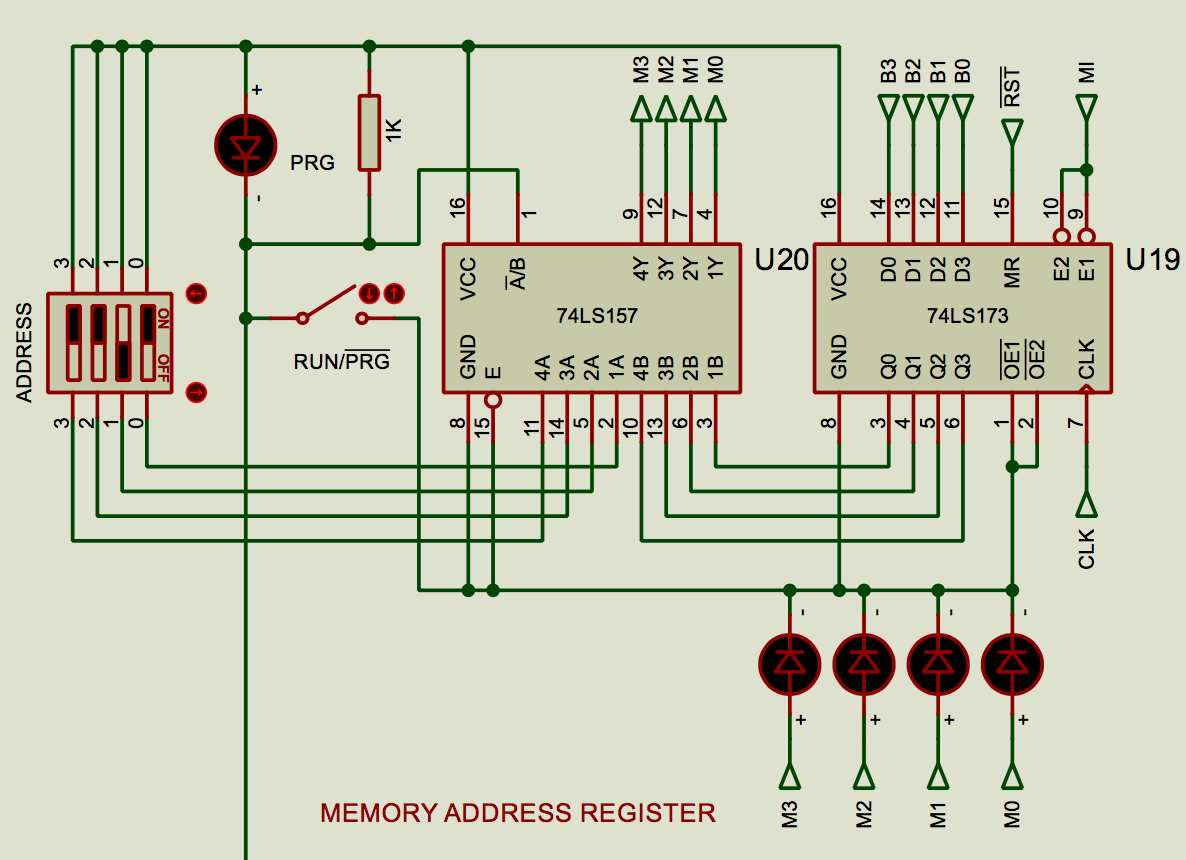 M3 M2 M1 M0
B3 B2 B1 B0 RST MI
+
1K
PRG
-
16 1 9 12 7 4
16 14 13 12 11 15 10 9
3 2 1 0
VCC A/B 4Y 3Y 2Y 1Y
U20
VCC D0 D1 D2 D3 MR E2 E1
U19
ADDRESS
ON
OFF
RUN/PRG
74LS157
74LS173
GND E 4A 3A 2A 1A 4B 3B 2B 1B
GND Q0 Q1 Q2 Q3 OE1 OE2 CLK
3 2 1 0
8 15 11 14 5 2 10 13 6 3
8 3 4 5 6 1 2 7
CLK
- - - -
+ + + +
M3 M2 M1 M0
MEMORY ADDRESS REGISTER